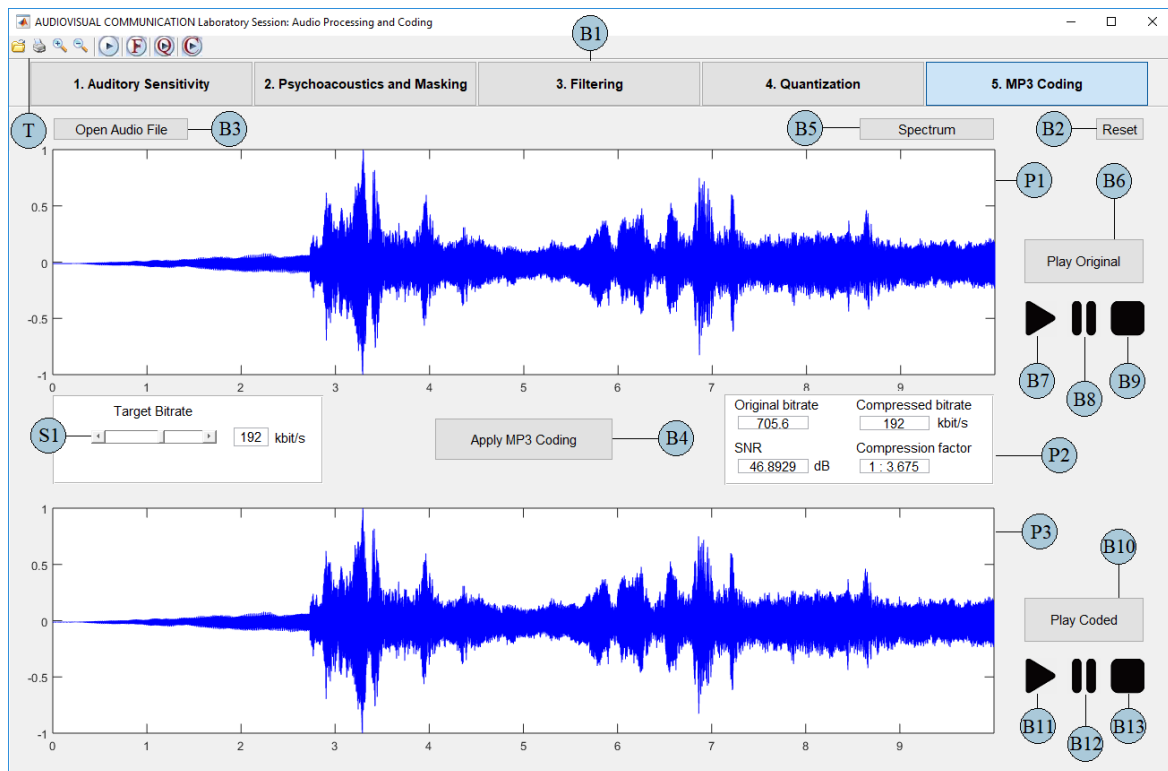 AUDIOVISUAL COMMUNICATION Laboratory Session: Audio Processing and Coding
B1
F Q C
1. Auditory Sensitivity 2. Psychoacoustics and Masking 3. Filtering 4. Quantization 5. MP3 Coding
T Open Audio File B3 B5 Spectrum B2 Reset
1
P1 B6
0.5
Play Original
0
-0.5
-1
0 1 2 3 4 5 6 7 8 9
B7 B8 B9
Target Bitrate
S1 192 kbit/s
Apply MP3 Coding B4
Original bitrate Compressed bitrate
705.6 192 kbit/s
SNR Compression factor
46.8929 dB 1 : 3.675
P2
1
P3 B10
0.5
Play Coded
0
-0.5
-1
0 1 2 3 4 5 6 7 8 9
B11 B12 B13